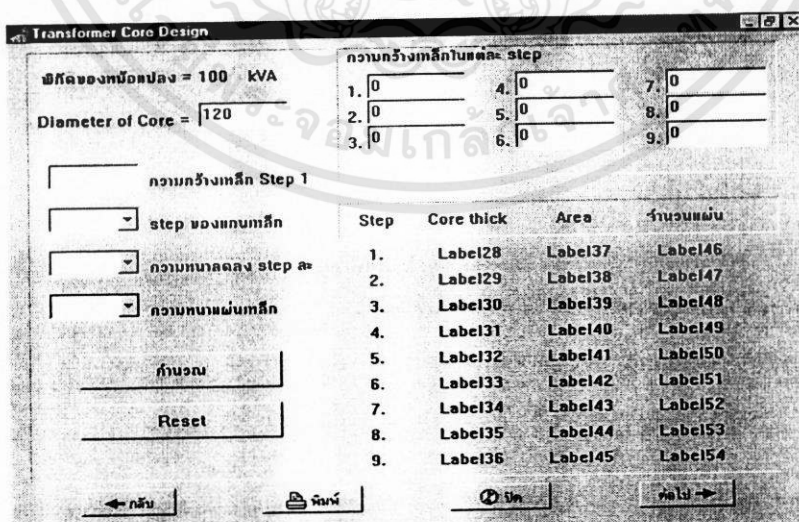 Transformer Core Design
พิกัดของหม้อแปลง = 100 kVA
Diameter of Core = 120
ความกว้างเหล็ก Step 1
step ของแกนเหล็ก
ความหนาลดลง step ละ
ความหนาแผ่นเหล็ก
คำนวณ
Reset
ความกว้างเหล็กในแต่ละ step
1. 0 4. 0 7. 0
2. 0 5. 0 8. 0
3. 0 6. 0 9. 0
Step Core thick Area จำนวนแผ่น
1. Label28 Label37 Label46
2. Label29 Label38 Label47
3. Label30 Label39 Label48
4. Label31 Label40 Label49
5. Label32 Label41 Label50
6. Label33 Label42 Label51
7. Label34 Label43 Label52
8. Label35 Label44 Label53
9. Label36 Label45 Label54
กลับ พิมพ์ ปิด ต่อไป